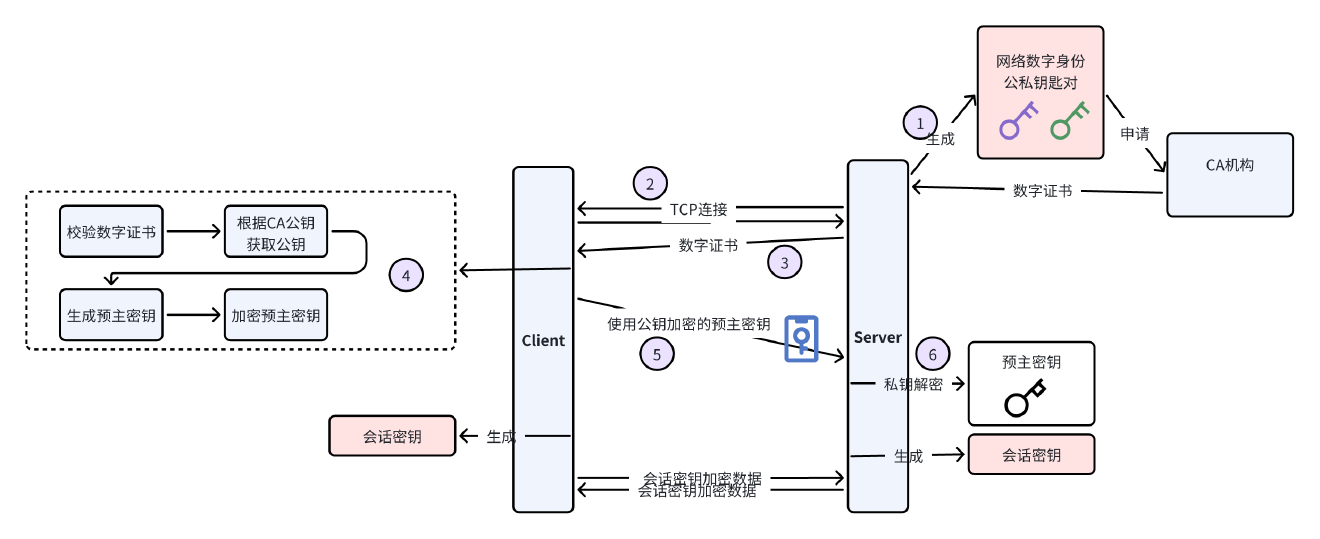 网络数字身份
公私钥匙对
1
生成
申请
CA机构
数字证书
2
TCP连接
数字证书
3
校验数字证书
根据CA公钥
获取公钥
4
生成预主密钥
加密预主密钥
使用公钥加密的预主密钥
5
Client
Server
6
预主密钥
私钥解密
会话密钥
生成
生成
会话密钥
会话密钥加密数据
会话密钥加密数据